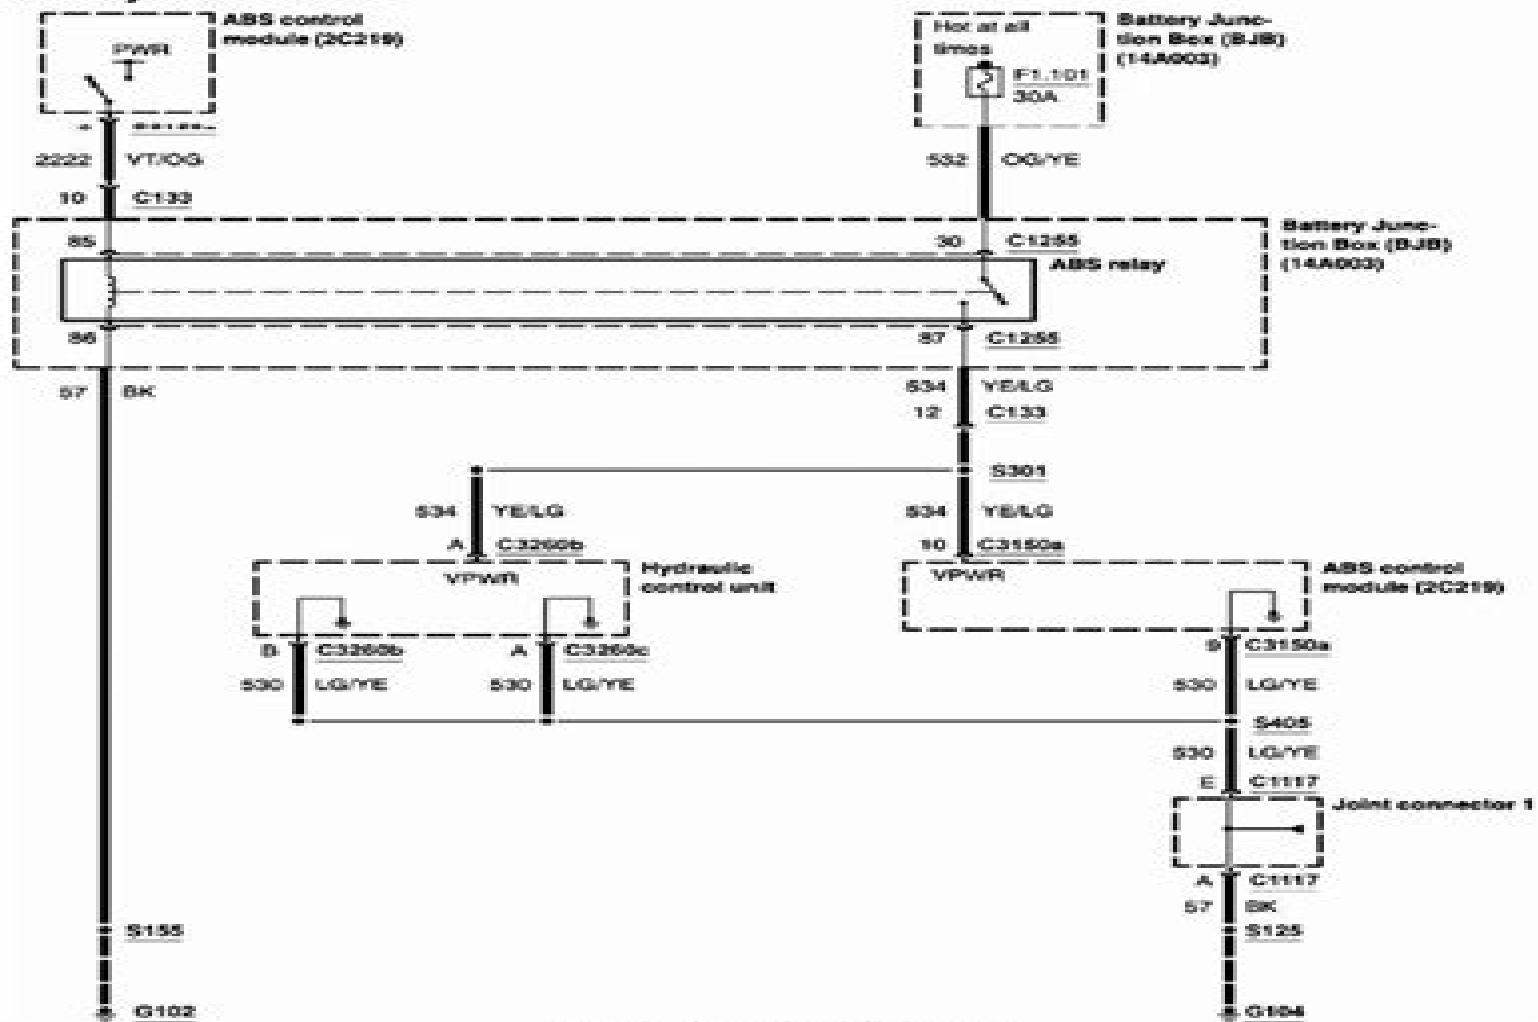 ABS control
module (2C219)
PWR
Hot at all
times
F1.101
30A
Battery Junc-
tion Box (BJB)
(14A003)
2222 VT/OG
10 C133
532 OG/YE
85
30 C1255
ABS relay
Battery Junc-
tion Box (BJB)
(14A003)
86
87 C1255
57 BK
534 YE/LG
12 C133
S301
534 YE/LG
534 YE/LG
A C3260b
10 C3150a
VPWR
Hydraulic
control unit
VPWR
ABS control
module (2C219)
B C3260b
A C3260c
9 C3150a
530 LG/YE
530 LG/YE
530 LG/YE
S405
530 LG/YE
E C1117
Joint connector 1
A C1117
57 BK
S155
S125
G102
G104